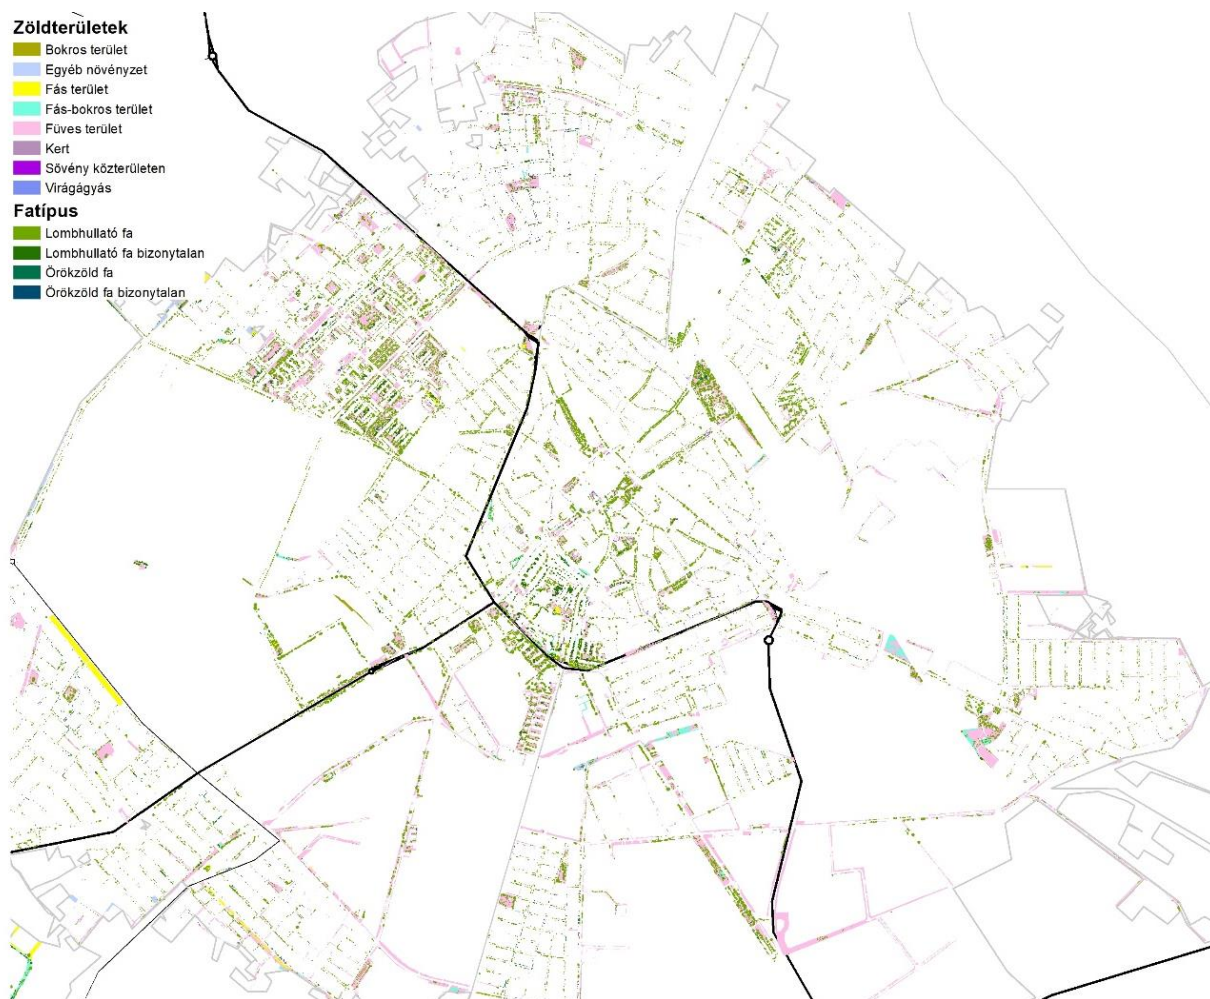 Zöldterületek
Bokros terület
Egyéb növényzet
Fás terület
Fás-bokros terület
Füves terület
Kert
Sövény közterületen
Virágágyás
Fatípus
Lombhullató fa
Lombhullató fa bizonytalan
Örökzöld fa
Örökzöld fa bizonytalan